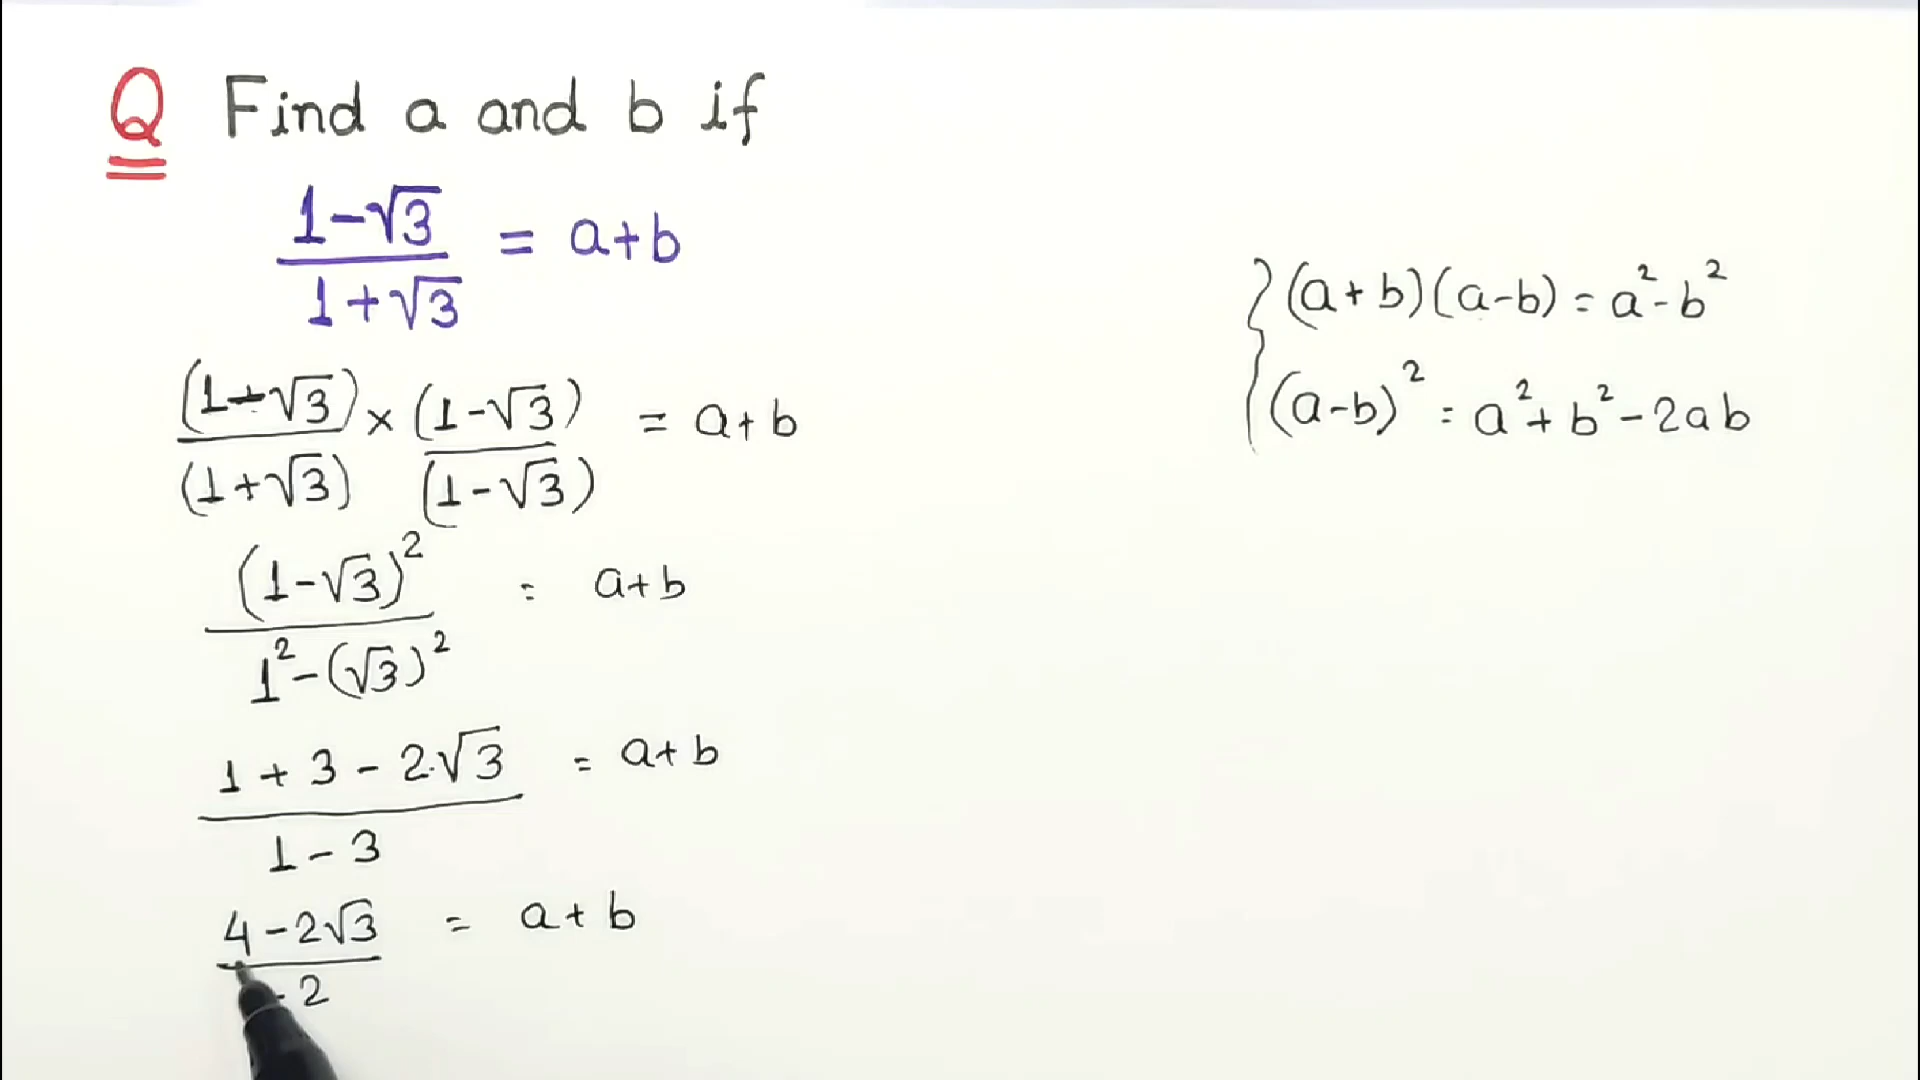 Q Find a and b if
1-√3 / 1+√3 = a+b
(1-√3)/(1+√3) × (1-√3)/(1-√3) = a+b
(1-√3)² / 1²-(√3)² = a+b
1+3-2.√3 / 1-3 = a+b
4-2√3 / -2 = a+b
(a+b)(a-b) = a²-b²
(a-b)² = a²+b²-2ab